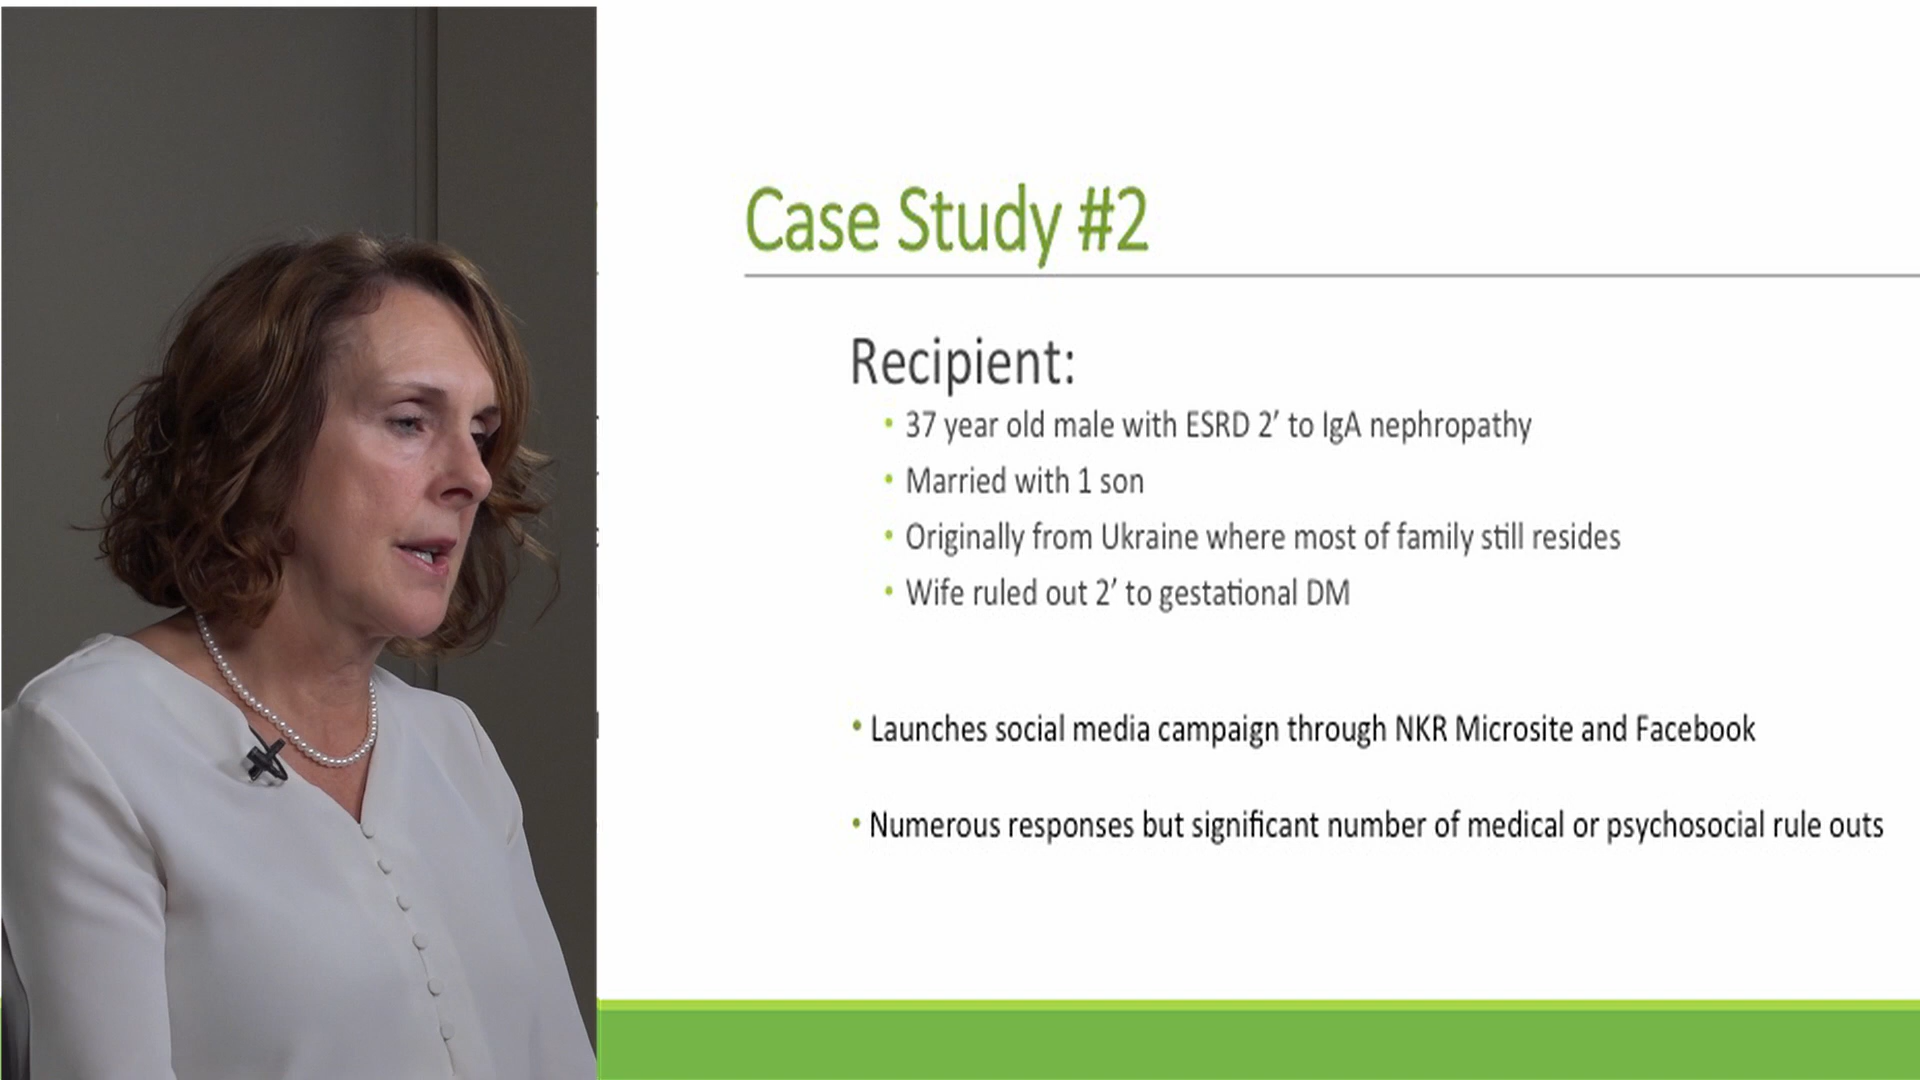 Case Study #2
Recipient:
• 37 year old male with ESRD 2’ to IgA nephropathy
• Married with 1 son
• Originally from Ukraine where most of family still resides
• Wife ruled out 2’ to gestational DM
• Launches social media campaign through NKR Microsite and Facebook
• Numerous responses but significant number of medical or psychosocial rule outs